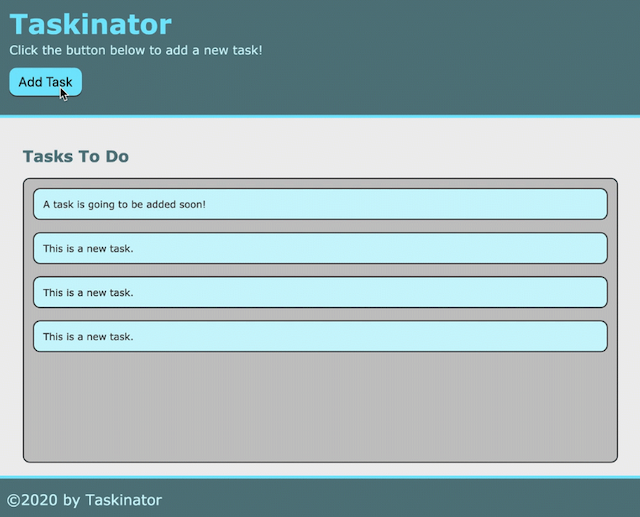 Taskinator
Click the button below to add a new task!
Add Task
Tasks To Do
A task is going to be added soon!
This is a new task.
This is a new task.
This is a new task.
©2020 by Taskinator